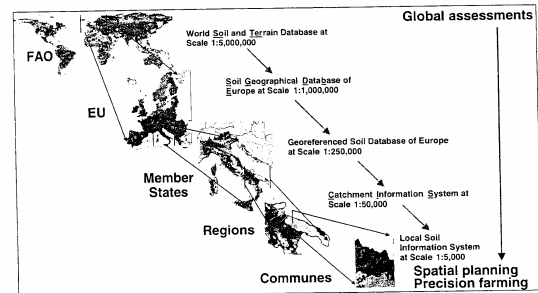 Global assessments
World Soil and Terrain Database at
Scale 1:5,000,000
FAO
Soil Geographical Database of
Europe at Scale 1:1,000,000
EU
Georeferenced Soil Database of Europe
at Scale 1:250,000
Member
States
Catchment Information System at
Scale 1:50,000
Regions
Local Soil
Information System
at Scale 1:5,000
Communes
Spatial planning
Precision farming